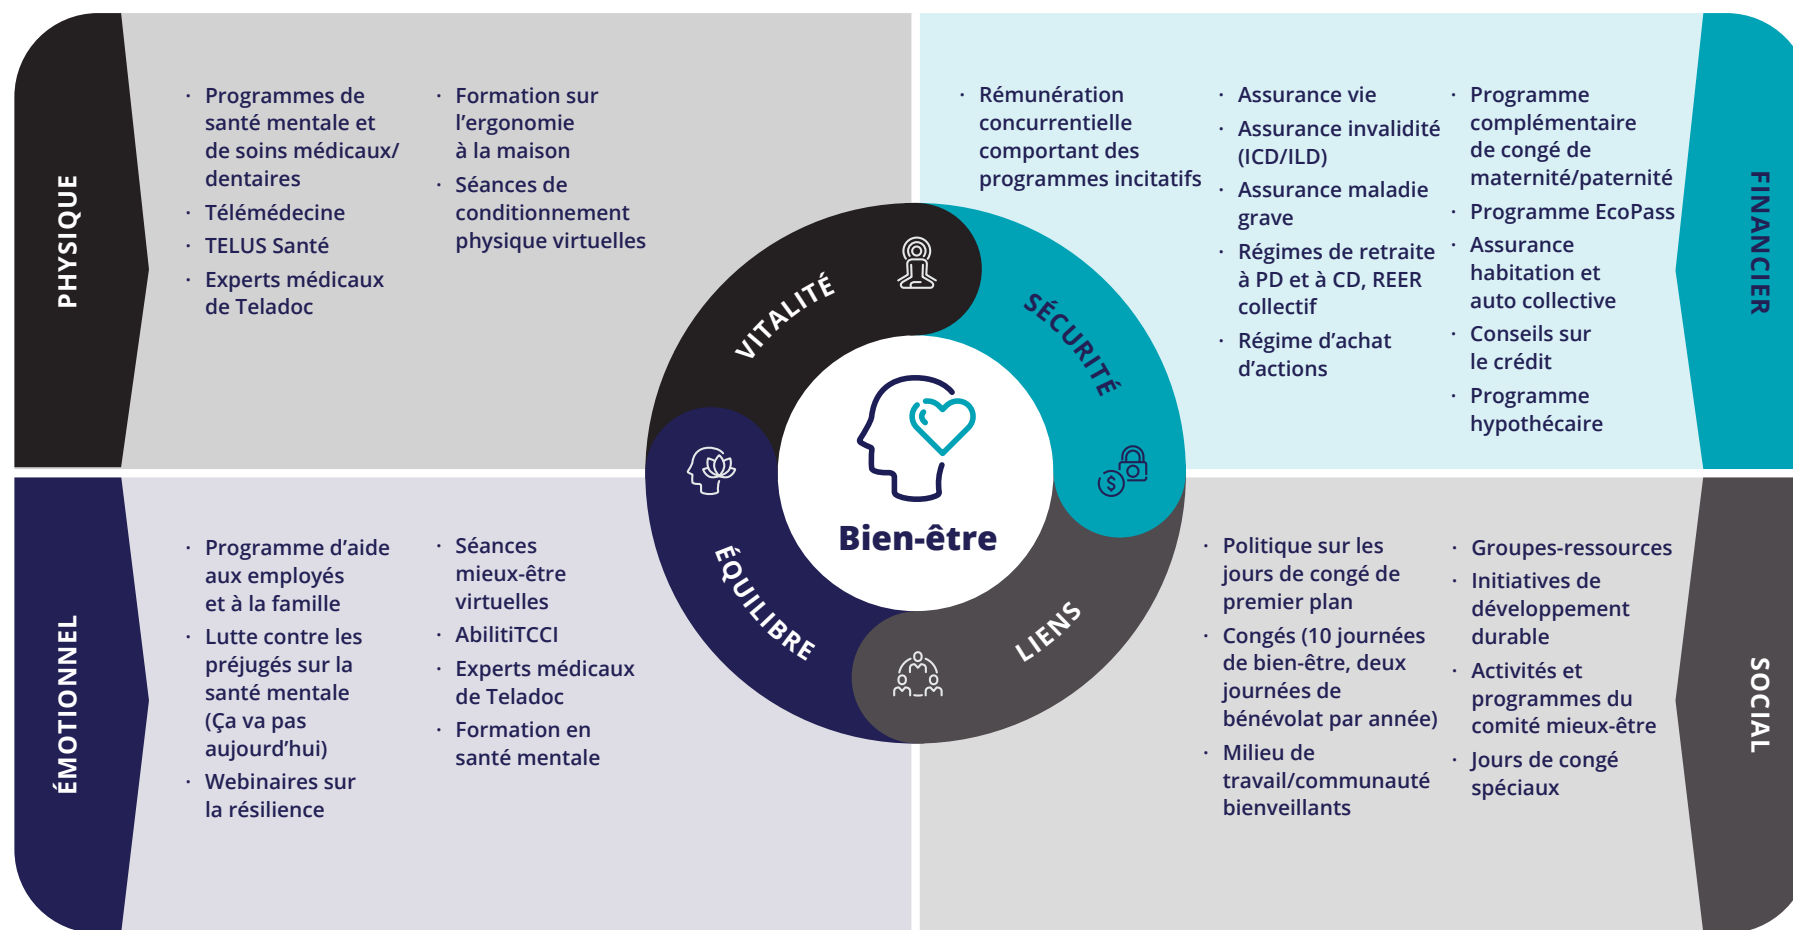 PHYSIQUE
· Programmes de
santé mentale et
de soins médicaux/
dentaires
· Télémédecine
· TELUS Santé
· Experts médicaux
de Teladoc
· Formation sur
l’ergonomie
à la maison
· Séances de
conditionnement
physique virtuelles
VITALITÉ
FINANCIER
· Rémunération
concurrentielle
comportant des
programmes incitatifs
· Assurance vie
· Assurance invalidité
(ICD/ILD)
· Assurance maladie
grave
· Régimes de retraite
à PD et à CD, REER
collectif
· Régime d’achat
d’actions
· Programme
complémentaire
de congé de
maternité/paternité
· Programme EcoPass
· Assurance
habitation et
auto collective
· Conseils sur
le crédit
· Programme
hypothécaire
SÉCURITÉ
$
Bien-être
ÉMOTIONNEL
· Programme d’aide
aux employés
et à la famille
· Lutte contre les
préjugés sur la
santé mentale
(Ça va pas
aujourd’hui)
· Webinaires sur
la résilience
· Séances
mieux-être
virtuelles
· AbilitiTCCI
· Experts médicaux
de Teladoc
· Formation en
santé mentale
ÉQUILIBRE
SOCIAL
· Politique sur les
jours de congé de
premier plan
· Congés (10 journées
de bien-être, deux
journées de
bénévolat par année)
· Milieu de
travail/communauté
bienveillants
· Groupes-ressources
· Initiatives de
développement
durable
· Activités et
programmes du
comité mieux-être
· Jours de congé
spéciaux
LIENS